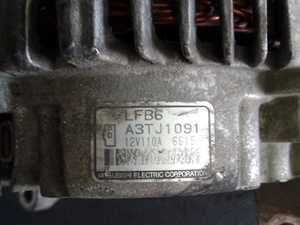 LFB6
A3TJ1091
12V110A 6615
MITSUBISHI ELECTRIC CORPORATION